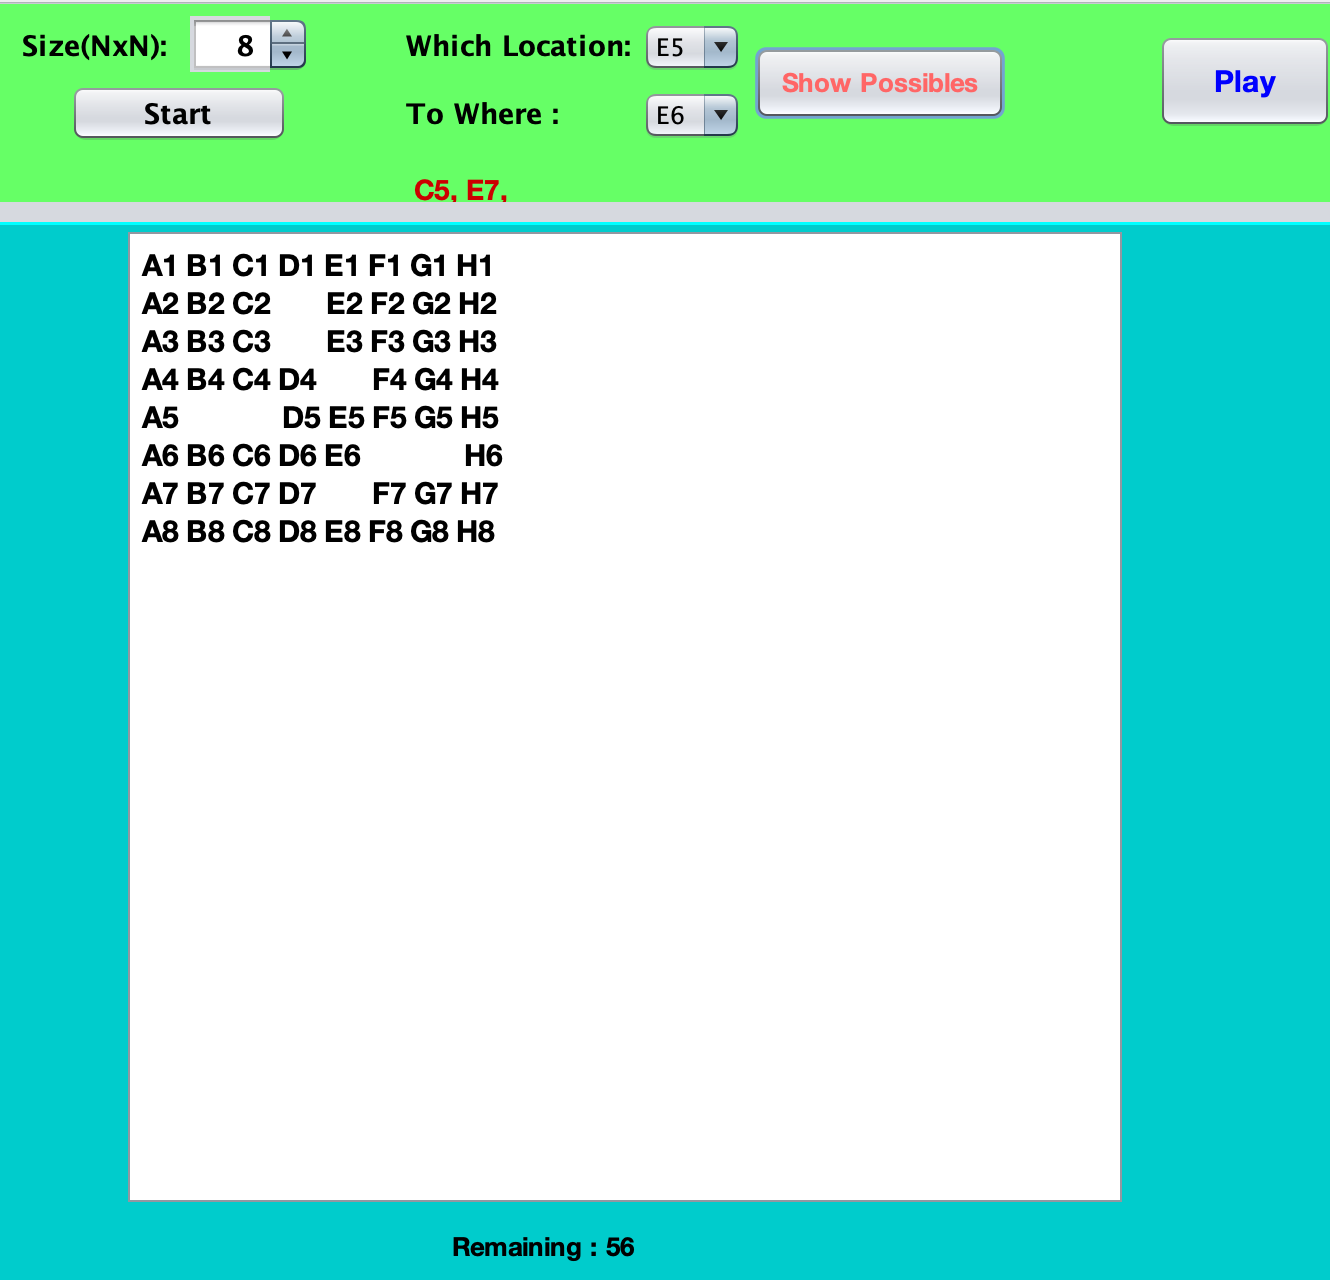 Size(NxN): 8
Which Location: E5
Show Possibles
Play
Start
To Where : E6
C5, E7,
A1 B1 C1 D1 E1 F1 G1 H1
A2 B2 C2 E2 F2 G2 H2
A3 B3 C3 E3 F3 G3 H3
A4 B4 C4 D4 F4 G4 H4
A5 D5 E5 F5 G5 H5
A6 B6 C6 D6 E6 H6
A7 B7 C7 D7 F7 G7 H7
A8 B8 C8 D8 E8 F8 G8 H8
Remaining : 56